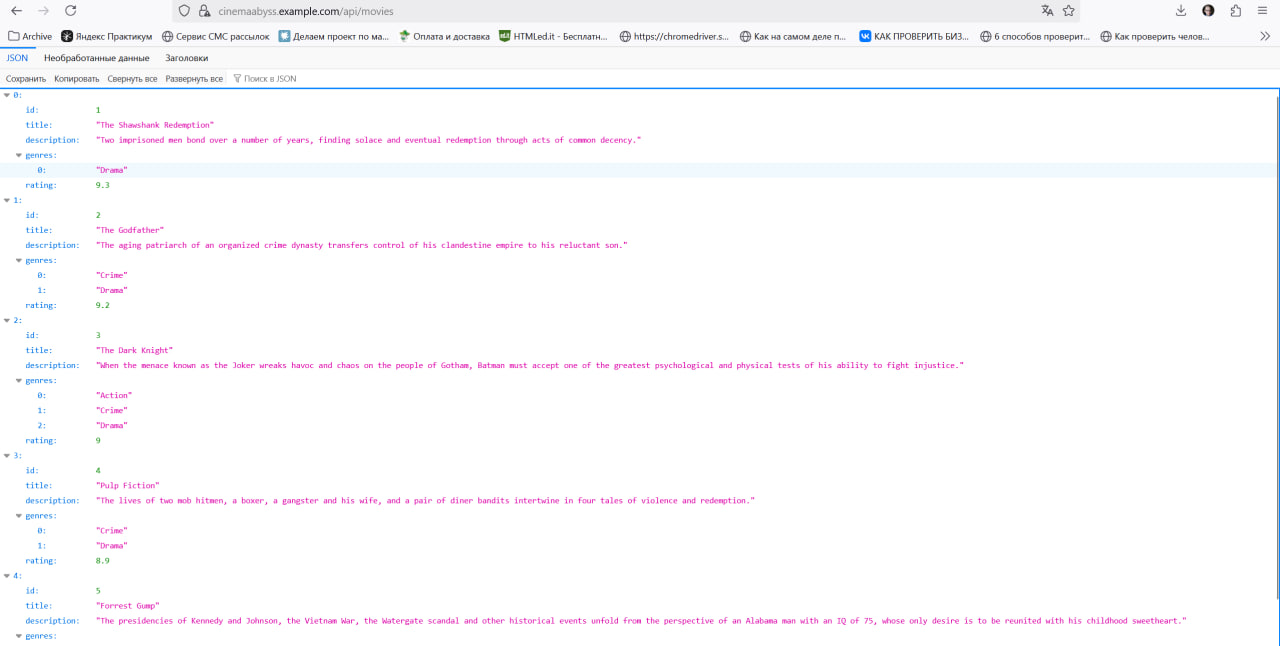 cinemaabyss.example.com/api/movies
Archive Яндекс Практикум Сервис СМС рассылок Делаем проект по ма... Оплата и доставка HTMLed.it - Бесплатн... https://chromedriver.s... Как на самом деле п... КАК ПРОВЕРИТЬ БИЗ... 6 способов проверит... Как проверить челов...
JSON Необработанные данные Заголовки
Сохранить Копировать Свернуть все Развернуть все Поиск в JSON
0:
id: 1
title: "The Shawshank Redemption"
description: "Two imprisoned men bond over a number of years, finding solace and eventual redemption through acts of common decency."
genres:
0: "Drama"
rating: 9.3
1:
id: 2
title: "The Godfather"
description: "The aging patriarch of an organized crime dynasty transfers control of his clandestine empire to his reluctant son."
genres:
0: "Crime"
1: "Drama"
rating: 9.2
2:
id: 3
title: "The Dark Knight"
description: "When the menace known as the Joker wreaks havoc and chaos on the people of Gotham, Batman must accept one of the greatest psychological and physical tests of his ability to fight injustice."
genres:
0: "Action"
1: "Crime"
2: "Drama"
rating: 9
3:
id: 4
title: "Pulp Fiction"
description: "The lives of two mob hitmen, a boxer, a gangster and his wife, and a pair of diner bandits intertwine in four tales of violence and redemption."
genres:
0: "Crime"
1: "Drama"
rating: 8.9
4:
id: 5
title: "Forrest Gump"
description: "The presidencies of Kennedy and Johnson, the Vietnam War, the Watergate scandal and other historical events unfold from the perspective of an Alabama man with an IQ of 75, whose only desire is to be reunited with his childhood sweetheart."
genres: